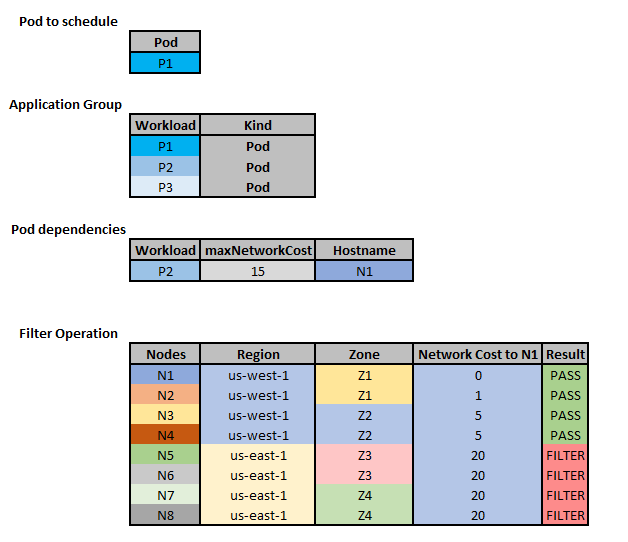 Pod to schedule
Pod
P1
Application Group
Workload Kind
P1 Pod
P2 Pod
P3 Pod
Pod dependencies
Workload maxNetworkCost Hostname
P2 15 N1
Filter Operation
Nodes Region Zone Network Cost to N1 Result
N1 us-west-1 Z1 0 PASS
N2 us-west-1 Z1 1 PASS
N3 us-west-1 Z2 5 PASS
N4 us-west-1 Z2 5 PASS
N5 us-east-1 Z3 20 FILTER
N6 us-east-1 Z3 20 FILTER
N7 us-east-1 Z4 20 FILTER
N8 us-east-1 Z4 20 FILTER